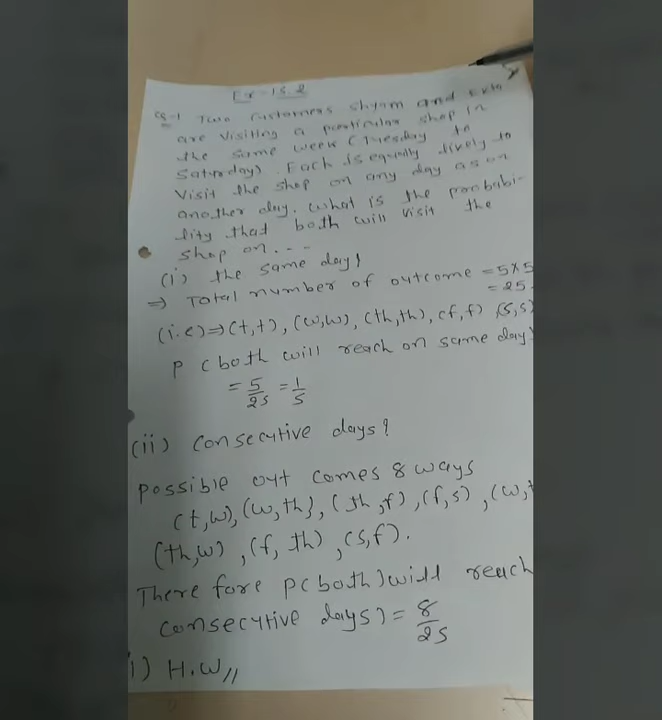 Ex-15.2
Q-1 Two customers shyam and Ekta
are visiting a particular shop in
the same week (Tuesday to
Saturday). Each is equally likely to
Visit the shop on any day as on
another day. What is the probabi-
lity that both will visit the
shop on...-
(i) the same day?
⇒ Total number of outcome = 5×5
= 25.
(i.e) ⇒ (t,t), (w,w), (th,th), (f,f) (s,s)
P (both will reach on same day)
= 5/25 = 1/5
(ii) Consecutive days?
Possible out comes 8 ways
(t,w), (w,th), (th,f), (f,s), (w,t
(th,w), (f, th), (s,f).
There fore P(both) will reach
consecutive days) = 8/25
i) H.W//